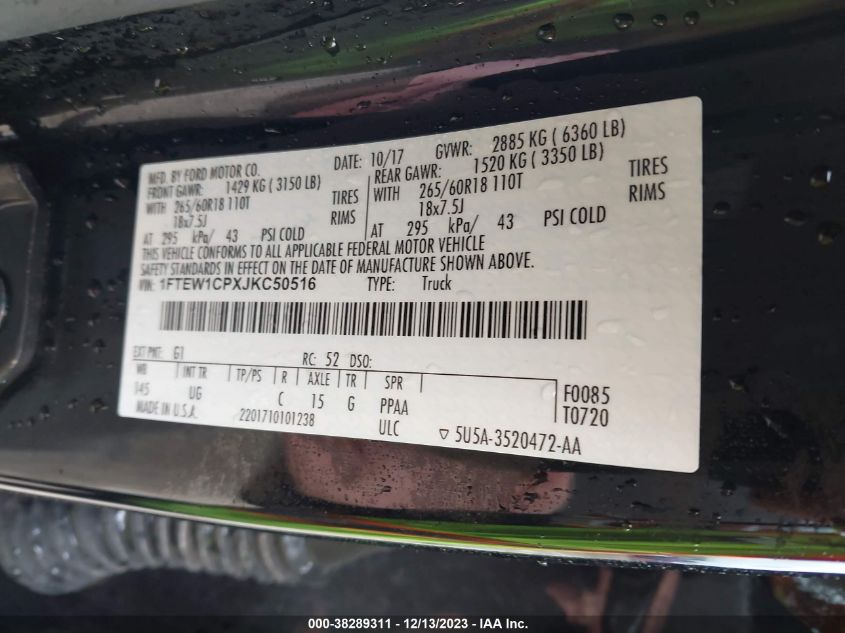 MFD. BY FORD MOTOR CO. DATE: 10/17 GVWR: 2885 KG ( 6360 LB)
FRONT GAWR: 1429 KG ( 3150 LB) REAR GAWR: 1520 KG ( 3350 LB)
WITH 265/60R18 110T TIRES WITH 265/60R18 110T TIRES
18x7.5J RIMS 18x7.5J RIMS
AT 295 kPa/ 43 PSI COLD AT 295 kPa/ 43 PSI COLD
THIS VEHICLE CONFORMS TO ALL APPLICABLE FEDERAL MOTOR VEHICLE
SAFETY STANDARDS IN EFFECT ON THE DATE OF MANUFACTURE SHOWN ABOVE.
VIN: 1FTEW1CPXJKC50516 TYPE: Truck
EXT PNT: G1 RC: 52 DSO:
WB INT TR TP/PS R AXLE TR SPR F0085
145 UG C 15 G PPAA T0720
MADE IN U.S.A. 2201710101238 ULC ▽ 5U5A-3520472-AA
000-38289311 - 12/13/2023 - IAA Inc.